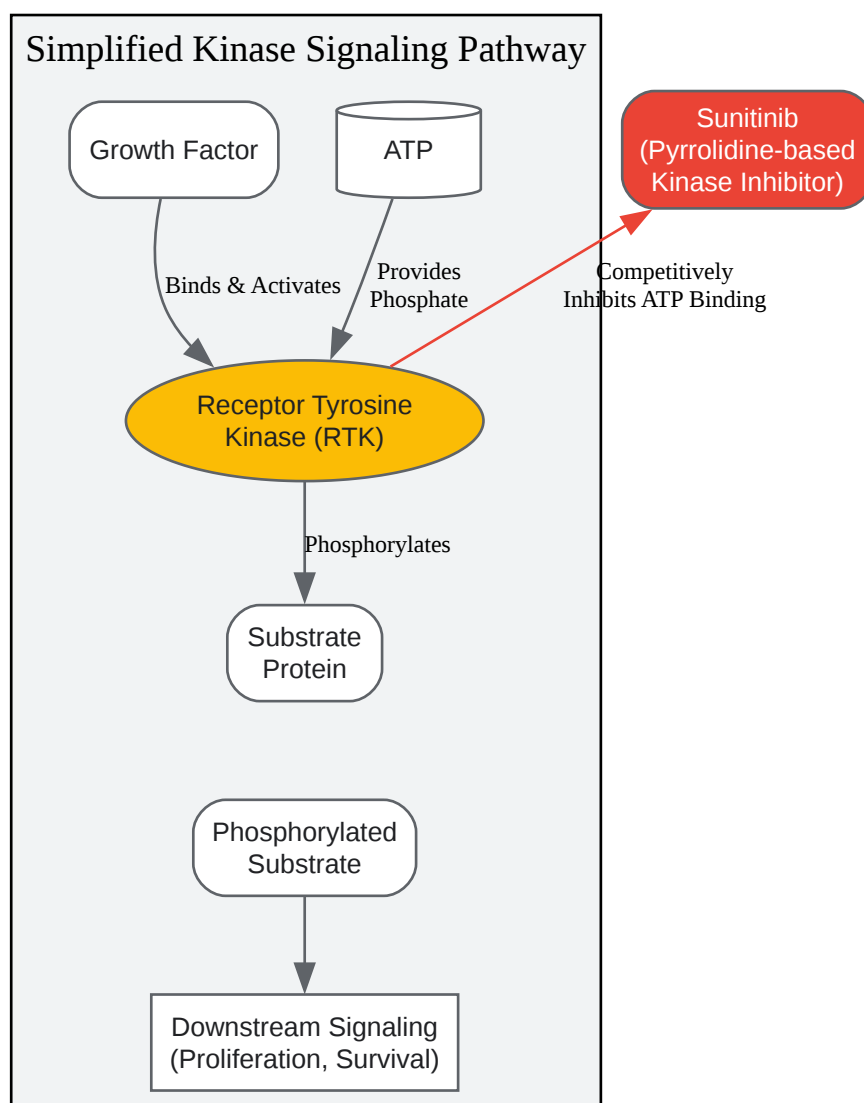 Simplified Kinase Signaling Pathway
Growth Factor
ATP
Sunitinib
(Pyrrolidine-based
Kinase Inhibitor)
Binds & Activates
Provides
Phosphate
Competitively
Inhibits ATP Binding
Receptor Tyrosine
Kinase (RTK)
Phosphorylates
Substrate
Protein
Phosphorylated
Substrate
Downstream Signaling
(Proliferation, Survival)